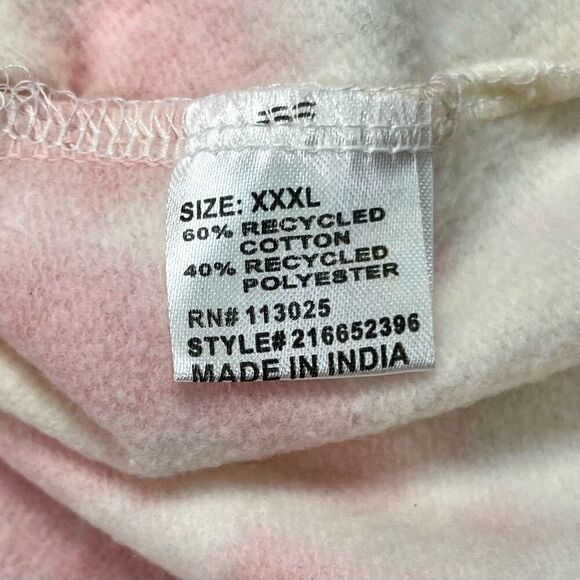 SIZE: XXXL
60% RECYCLED
COTTON
40% RECYCLED
POLYESTER
RN# 113025
STYLE# 216652396
MADE IN INDIA